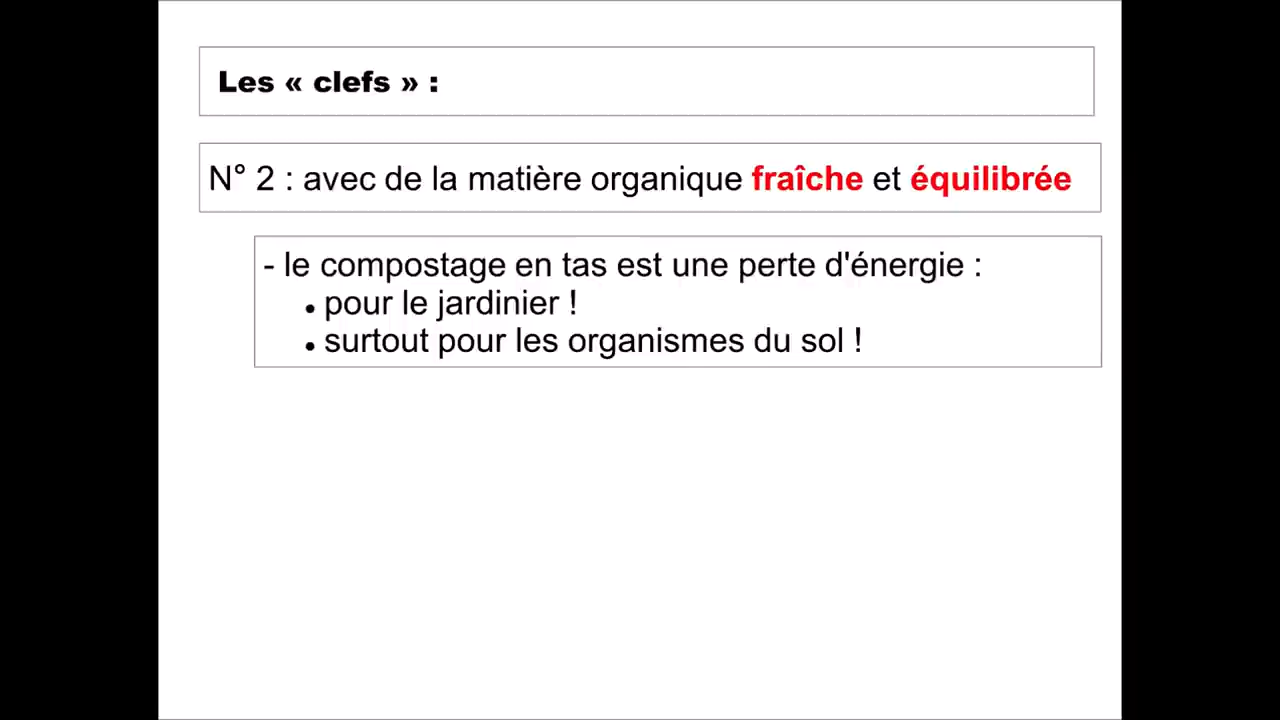 Les « clefs » :
N° 2 : avec de la matière organique fraîche et équilibrée
- le compostage en tas est une perte d'énergie :
• pour le jardinier !
• surtout pour les organismes du sol !